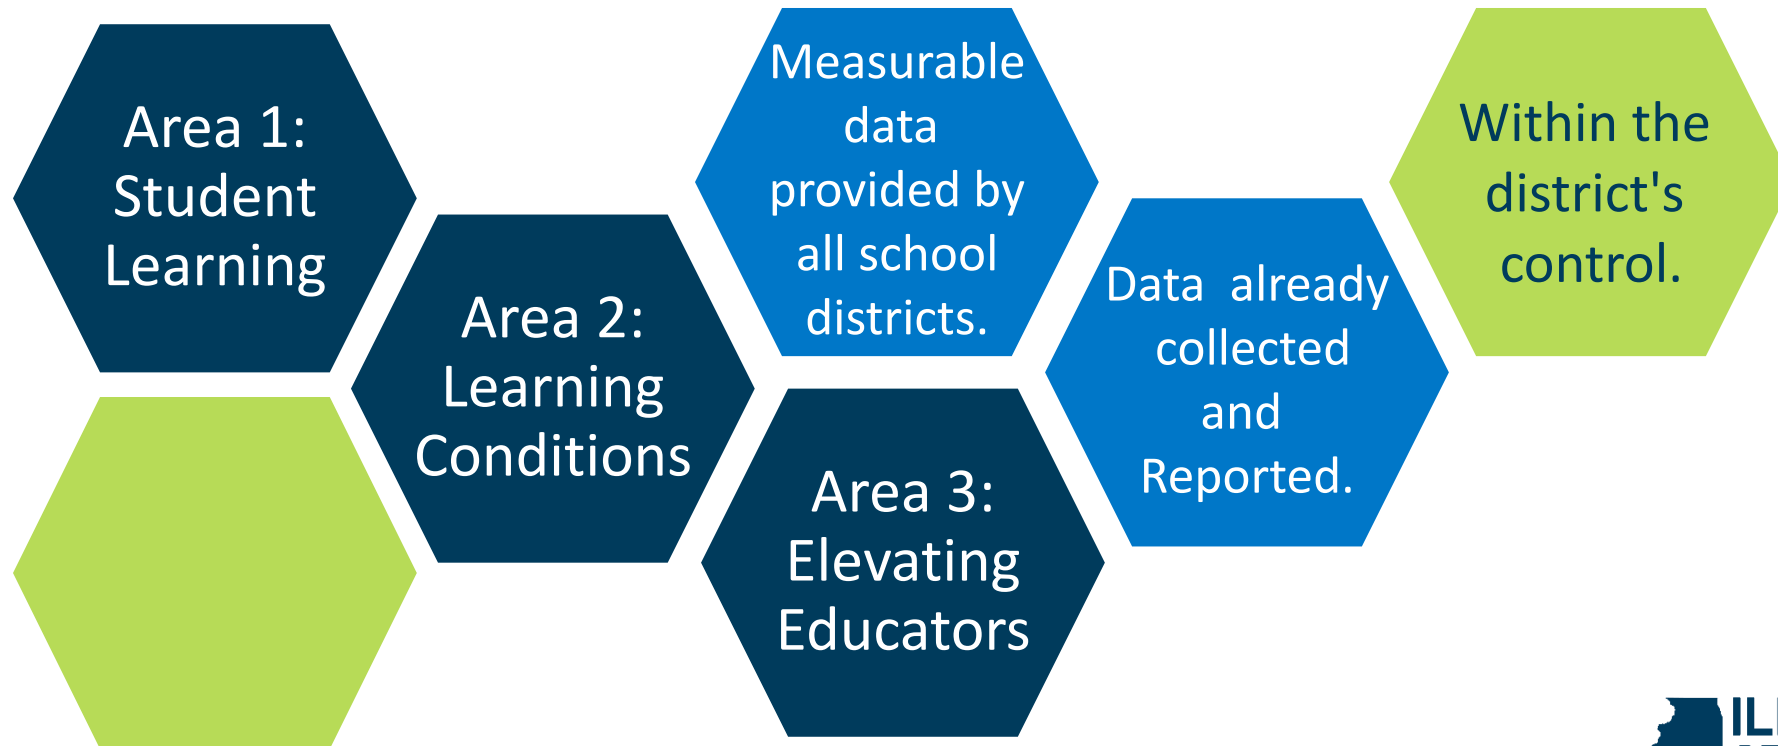 Area 1:
Student
Learning
Area 2:
Learning
Conditions
Measurable
data
provided by
all school
districts.
Area 3:
Elevating
Educators
Data already
collected
and
Reported.
Within the
district's
control.